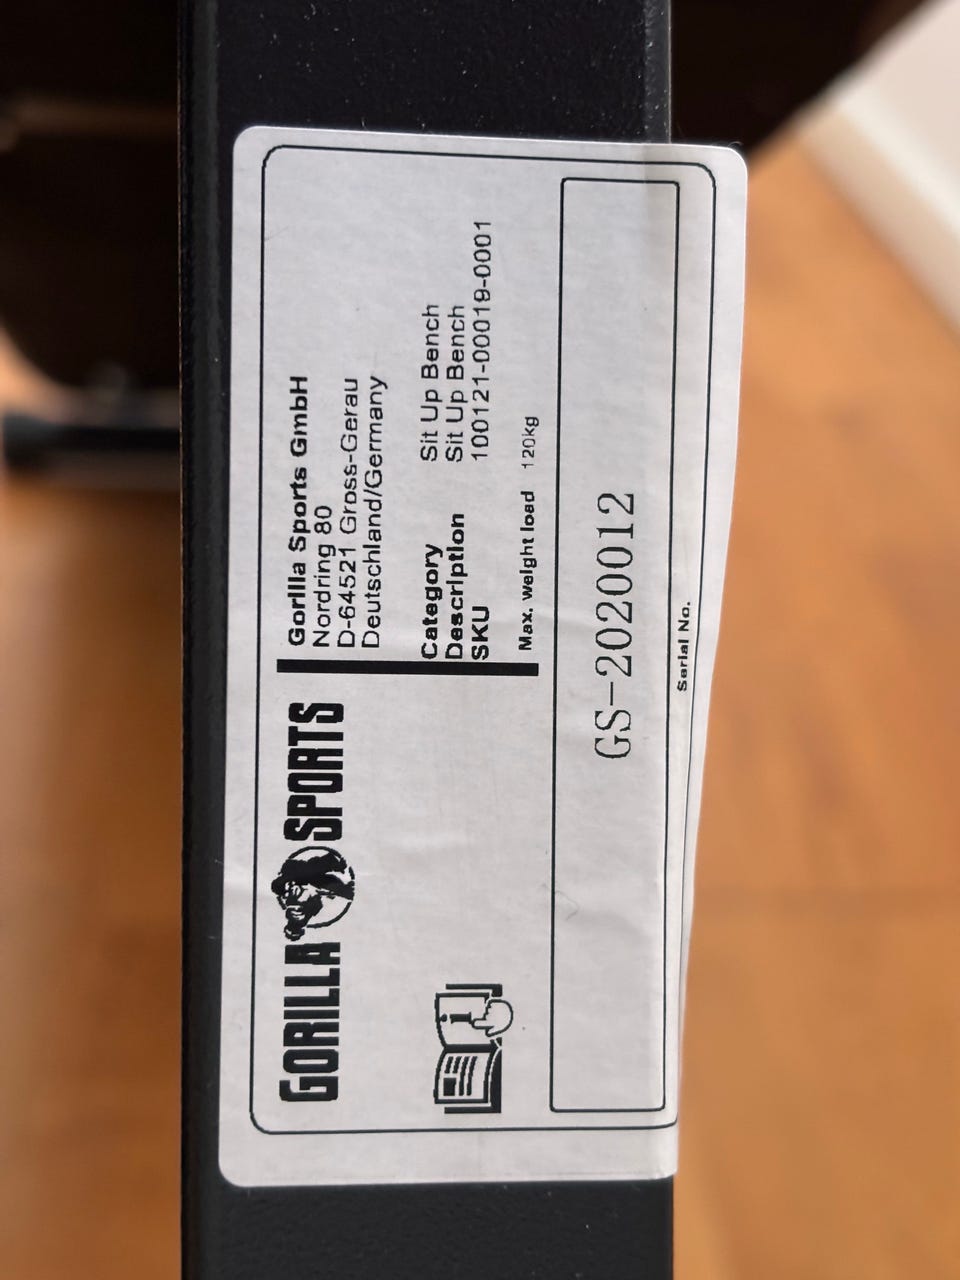 GORILLA SPORTS
Gorilla Sports GmbH
Nordring 80
D-64521 Gross-Gerau
Deutschland/Germany
Category Sit Up Bench
Description Sit Up Bench
SKU 100121-00019-0001
Max. weight load 120kg
i
GS-2020012
Serial No.